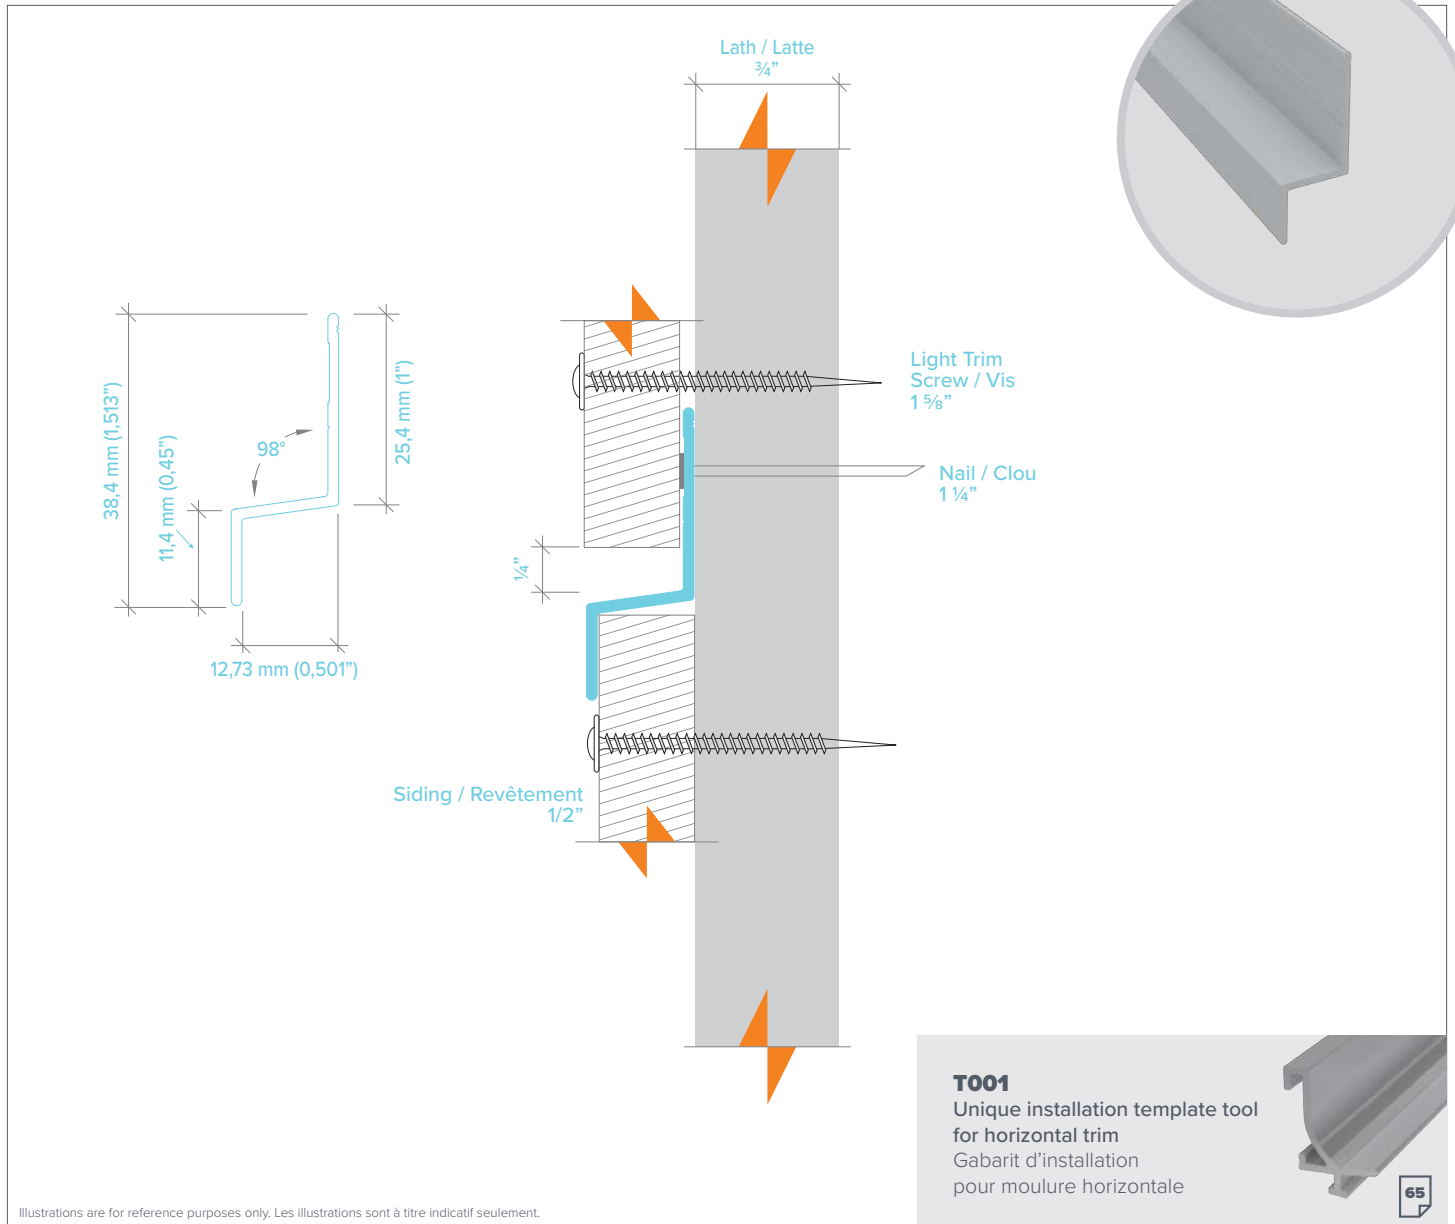 Lath / Latte
¾”
38,4 mm (1,513”)
11,4 mm (0,45”)
98°
25,4 mm (1”)
12,73 mm (0,501”)
Light Trim
Screw / Vis
1 ⅝”
Nail / Clou
1 ¼”
¼”
Siding / Revêtement
1/2”
T001
Unique installation template tool
for horizontal trim
Gabarit d’installation
pour moulure horizontale
65
Illustrations are for reference purposes only. Les illustrations sont à titre indicatif seulement.